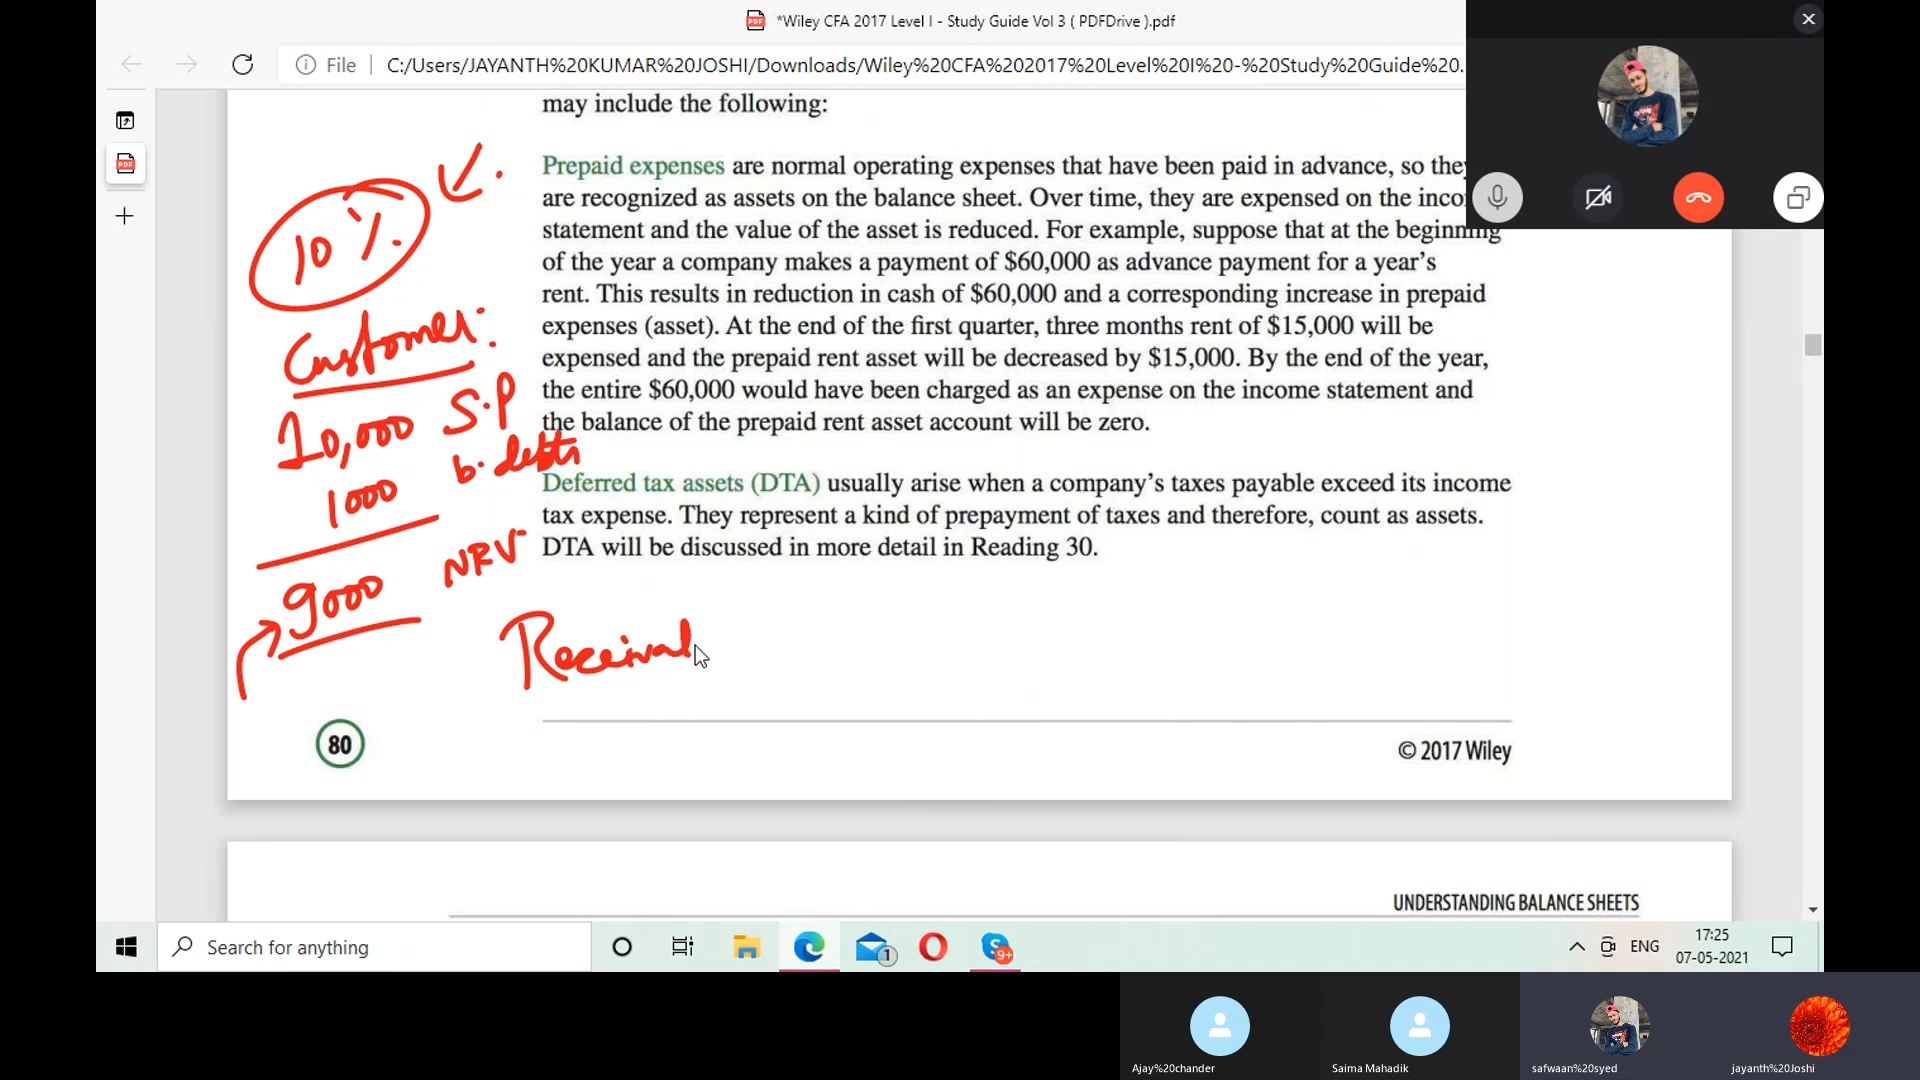 *Wiley CFA 2017 Level I - Study Guide Vol 3 ( PDFDrive ).pdf
File
C:/Users/JAYANTH%20KUMAR%20JOSHI/Downloads/Wiley%20CFA%202017%20Level%20I%20-%20Study%20Guide%20.
may include the following:
Prepaid expenses are normal operating expenses that have been paid in advance, so they
are recognized as assets on the balance sheet. Over time, they are expensed on the inco
statement and the value of the asset is reduced. For example, suppose that at the beginning
of the year a company makes a payment of $60,000 as advance payment for a year's
rent. This results in reduction in cash of $60,000 and a corresponding increase in prepaid
expenses (asset). At the end of the first quarter, three months rent of $15,000 will be
expensed and the prepaid rent asset will be decreased by $15,000. By the end of the year,
the entire $60,000 would have been charged as an expense on the income statement and
the balance of the prepaid rent asset account will be zero.
Deferred tax assets (DTA) usually arise when a company's taxes payable exceed its income
tax expense. They represent a kind of prepayment of taxes and therefore, count as assets.
DTA will be discussed in more detail in Reading 30.
10 %
Customer:
10,000 S.P
1000 b. debts
9000 NRV
Receival
80
© 2017 Wiley
UNDERSTANDING BALANCE SHEETS
Search for anything
1
9+
ENG
17:25
07-05-2021
Ajay%20chander
Saima Mahadik
safwaan%20syed
jayanth%20Joshi